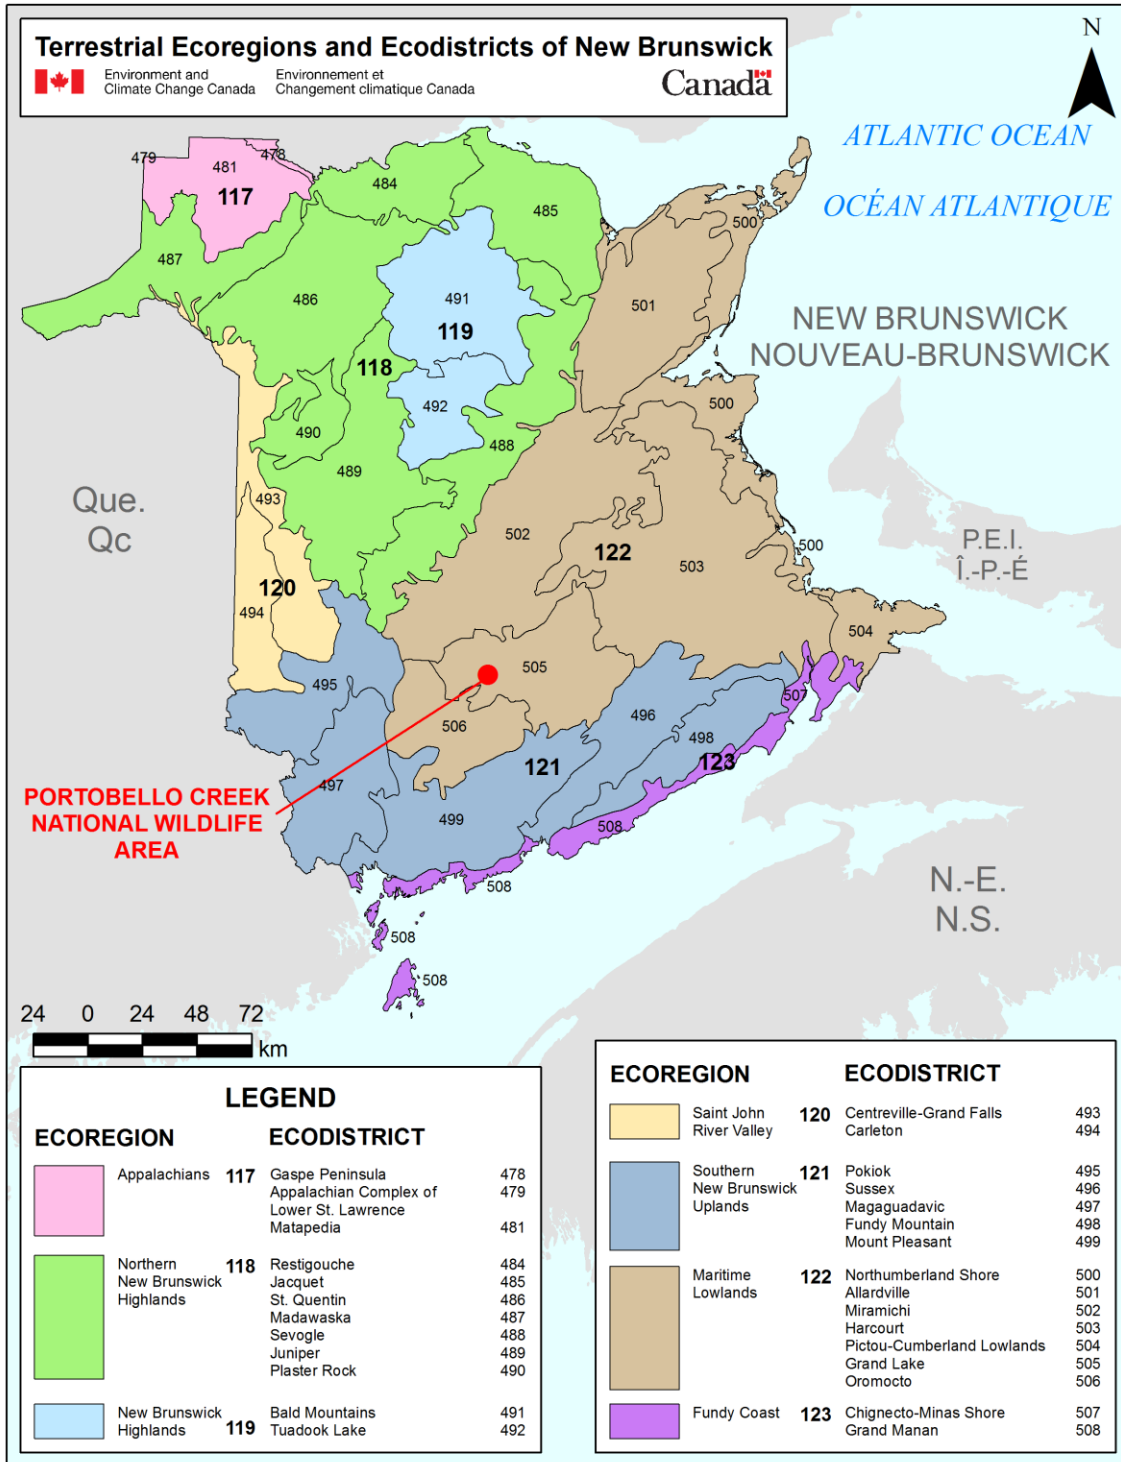 Terrestrial Ecoregions and Ecodistricts of New Brunswick
Environment and
Climate Change Canada
Environnement et
Changement climatique Canada
Canada
N
ATLANTIC OCEAN
OCÉAN ATLANTIQUE
NEW BRUNSWICK
NOUVEAU-BRUNSWICK
Que.
Qc
P.E.I.
Î.-P.-É
N.-E.
N.S.
479
481
478
117
484
485
487
486
491
119
118
492
490
489
488
500
501
500
493
494
120
502
122
503
500
504
495
505
506
496
498
507
121
123
497
499
508
508
508
508
PORTOBELLO CREEK
NATIONAL WILDLIFE
AREA
24 0 24 48 72
km
LEGEND
ECOREGION ECODISTRICT
Appalachians 117 Gaspe Peninsula 478
Appalachian Complex of 479
Lower St. Lawrence
Matapedia 481
Northern 118 Restigouche 484
New Brunswick Jacquet 485
Highlands St. Quentin 486
Madawaska 487
Sevogle 488
Juniper 489
Plaster Rock 490
New Brunswick Bald Mountains 491
Highlands 119 Tuadook Lake 492
ECOREGION ECODISTRICT
Saint John 120 Centreville-Grand Falls 493
River Valley Carleton 494
Southern 121 Pokiok 495
New Brunswick Sussex 496
Uplands Magaguadavic 497
Fundy Mountain 498
Mount Pleasant 499
Maritime 122 Northumberland Shore 500
Lowlands Allardville 501
Miramichi 502
Harcourt 503
Pictou-Cumberland Lowlands 504
Grand Lake 505
Oromocto 506
Fundy Coast 123 Chignecto-Minas Shore 507
Grand Manan 508